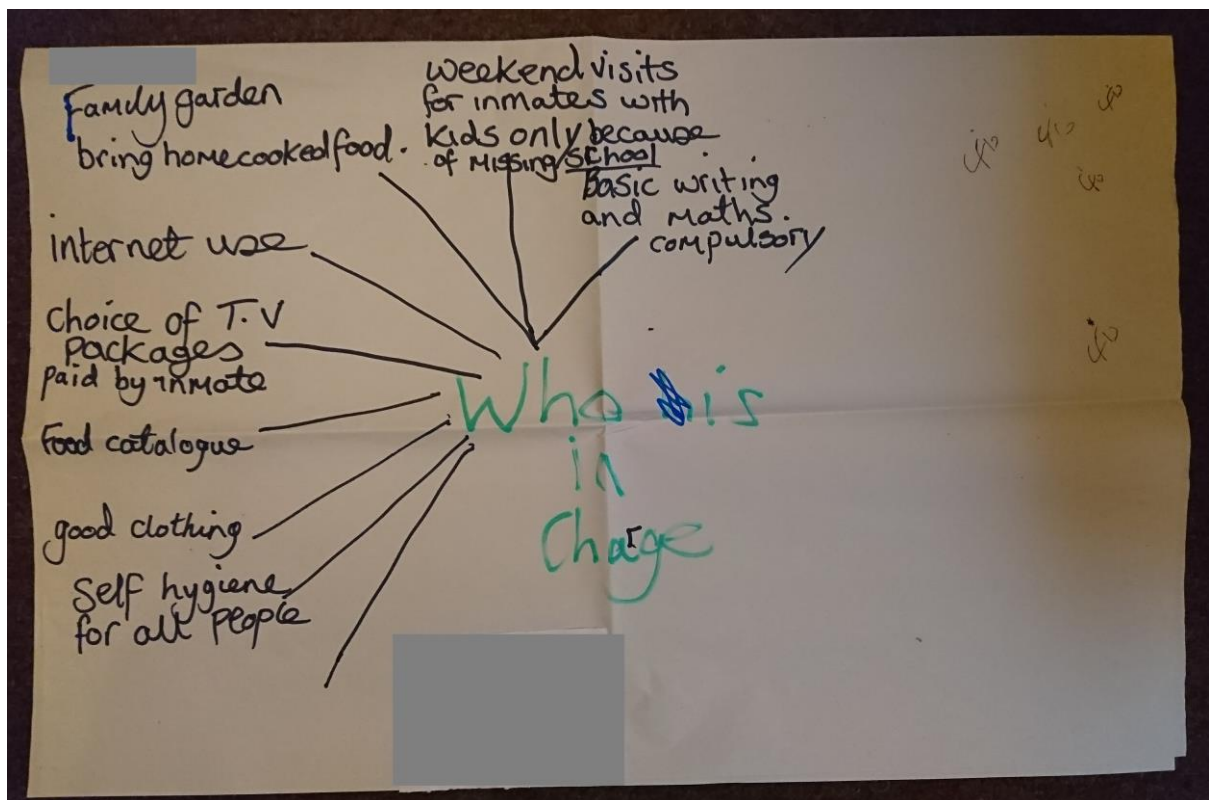 Family garden
bring homecooked food.
weekend visits
for inmates with
kids only because
of missing/school
Basic writing
and maths.
compulsory
internet use
Choice of T.V
packages
paid by inmate
Food catalogue
good clothing
Self hygiene
for all people
Who is
in
Charge